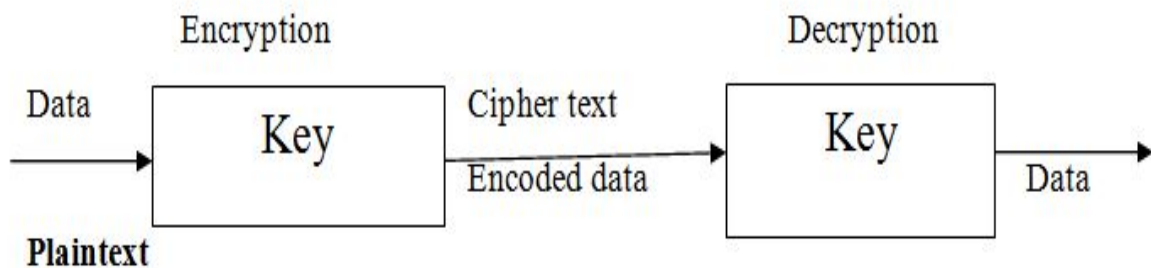 Encryption
Decryption
Data
Key
Cipher text
Key
Encoded data
Data
Plaintext